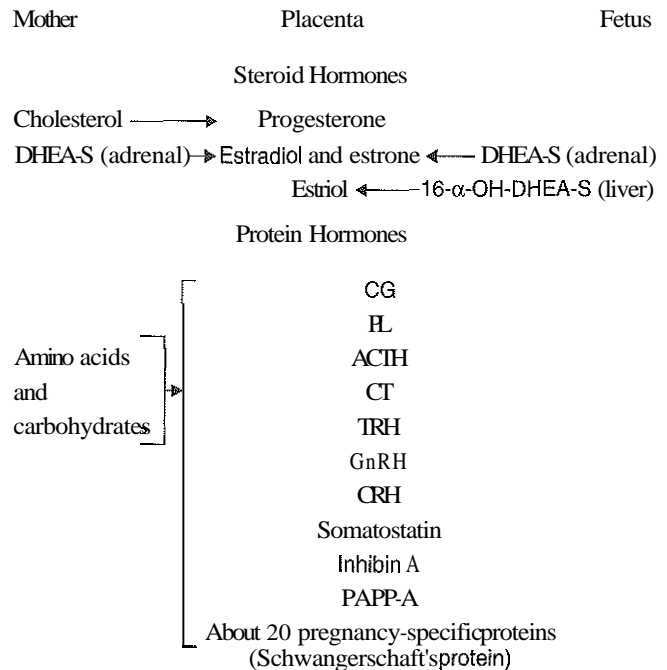 Mother Placenta Fetus
Steroid Hormones
Cholesterol Progesterone
DHEA-S (adrenal) Estradiol and estrone DHEA-S (adrenal)
Estriol 16-α-OH-DHEA-S (liver)
Protein Hormones
CG
PL
Amino acids ACTH
and CT
carbohydrates TRH
GnRH
CRH
Somatostatin
Inhibin A
PAPP-A
About 20 pregnancy-specificproteins
(Schwangerschaft'sprotein)